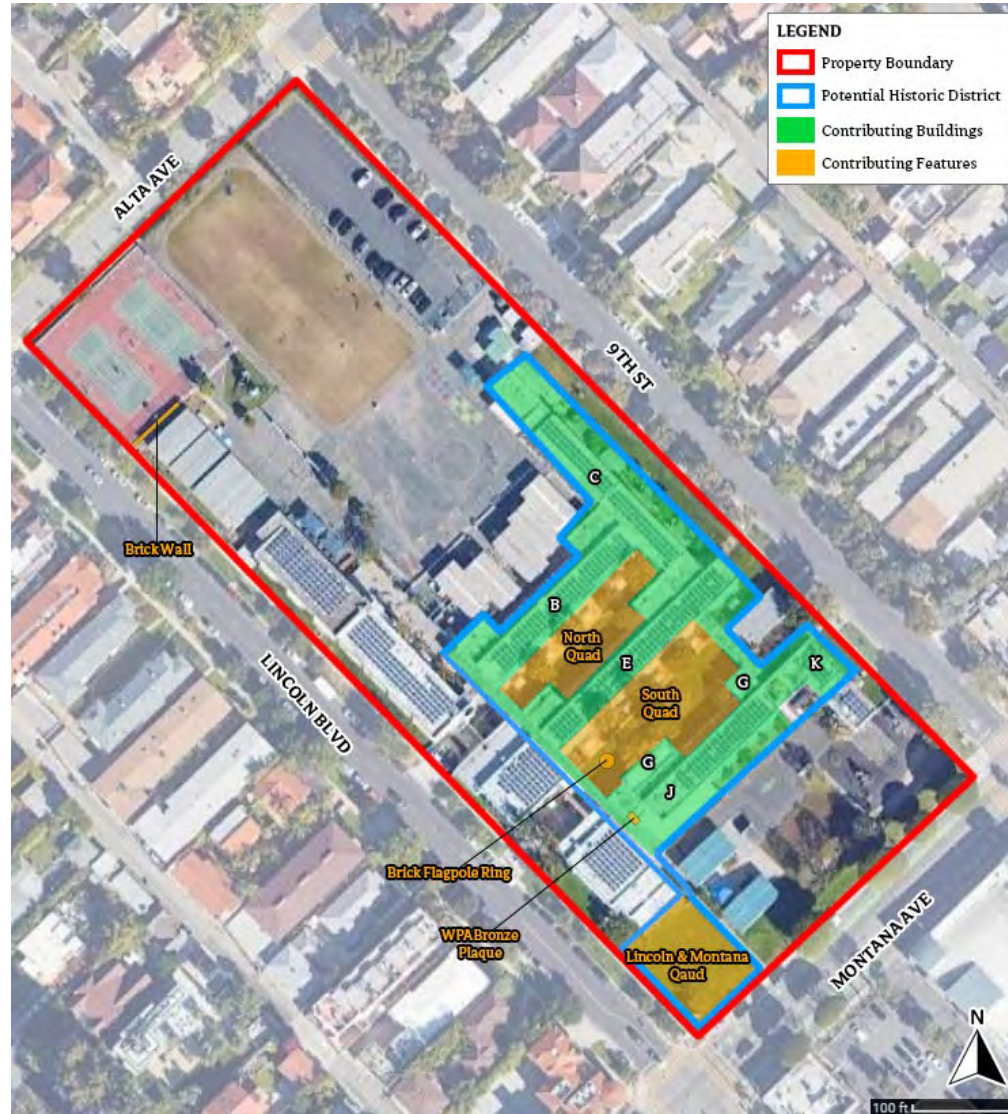 LEGEND
Property Boundary
Potential Historic District
Contributing Buildings
Contributing Features
ALTA AVE
9TH ST
C
Brick Wall
B
North
Quad
E
K
G
South
Quad
LINCOLN BLVD
G
J
Brick Flagpole Ring
WPA Bronze
Plaque
Lincoln & Montana
Qaud
MONTANA AVE
N
100 ft